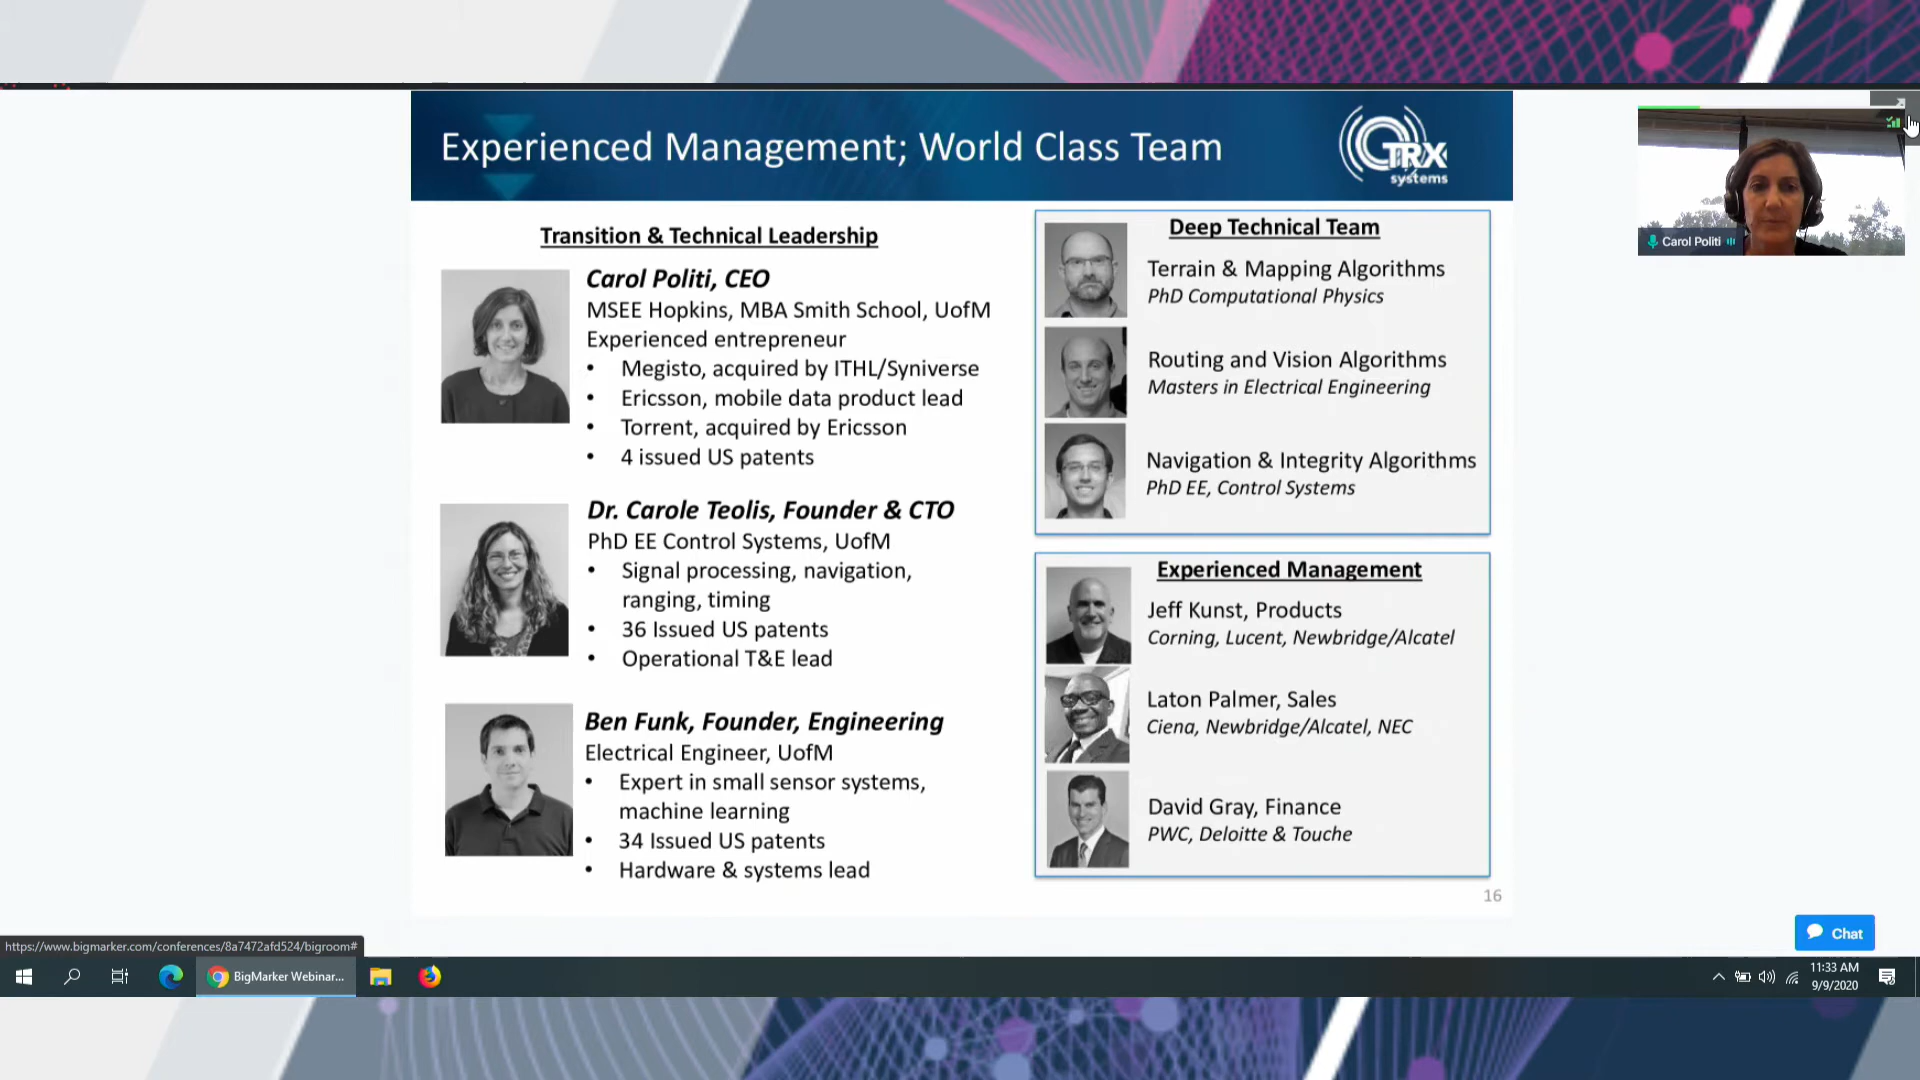 Experienced Management; World Class Team
TRX
systems
Transition & Technical Leadership
Carol Politi, CEO
MSEE Hopkins, MBA Smith School, UofM
Experienced entrepreneur
• Megisto, acquired by ITHL/Syniverse
• Ericsson, mobile data product lead
• Torrent, acquired by Ericsson
• 4 issued US patents
Dr. Carole Teolis, Founder & CTO
PhD EE Control Systems, UofM
• Signal processing, navigation,
ranging, timing
• 36 Issued US patents
• Operational T&E lead
Ben Funk, Founder, Engineering
Electrical Engineer, UofM
• Expert in small sensor systems,
machine learning
• 34 Issued US patents
• Hardware & systems lead
Deep Technical Team
Terrain & Mapping Algorithms
PhD Computational Physics
Routing and Vision Algorithms
Masters in Electrical Engineering
Navigation & Integrity Algorithms
PhD EE, Control Systems
Experienced Management
Jeff Kunst, Products
Corning, Lucent, Newbridge/Alcatel
Laton Palmer, Sales
Ciena, Newbridge/Alcatel, NEC
David Gray, Finance
PWC, Deloitte & Touche
16
Carol Politi
Chat
https://www.bigmarker.com/conferences/8a7472afd524/bigroom#
BigMarker Webinar...
11:33 AM
9/9/2020